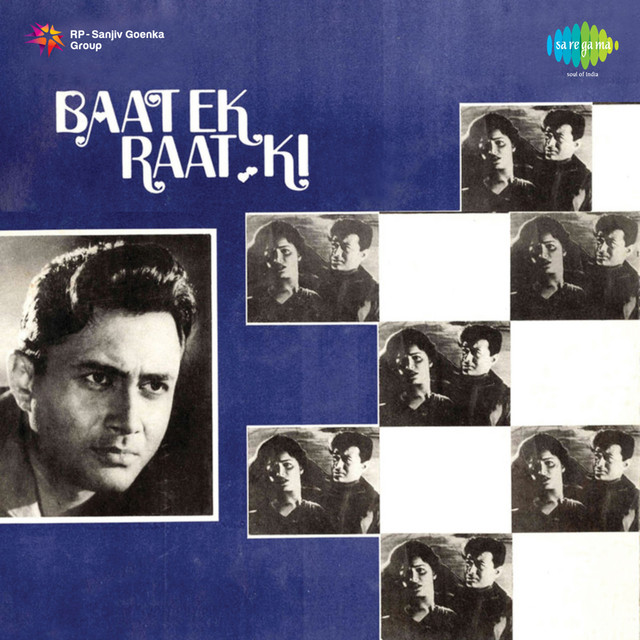 RP-Sanjiv Goenka
Group
sa re ga ma
soul of India
BAAT EK
RAAT..KI